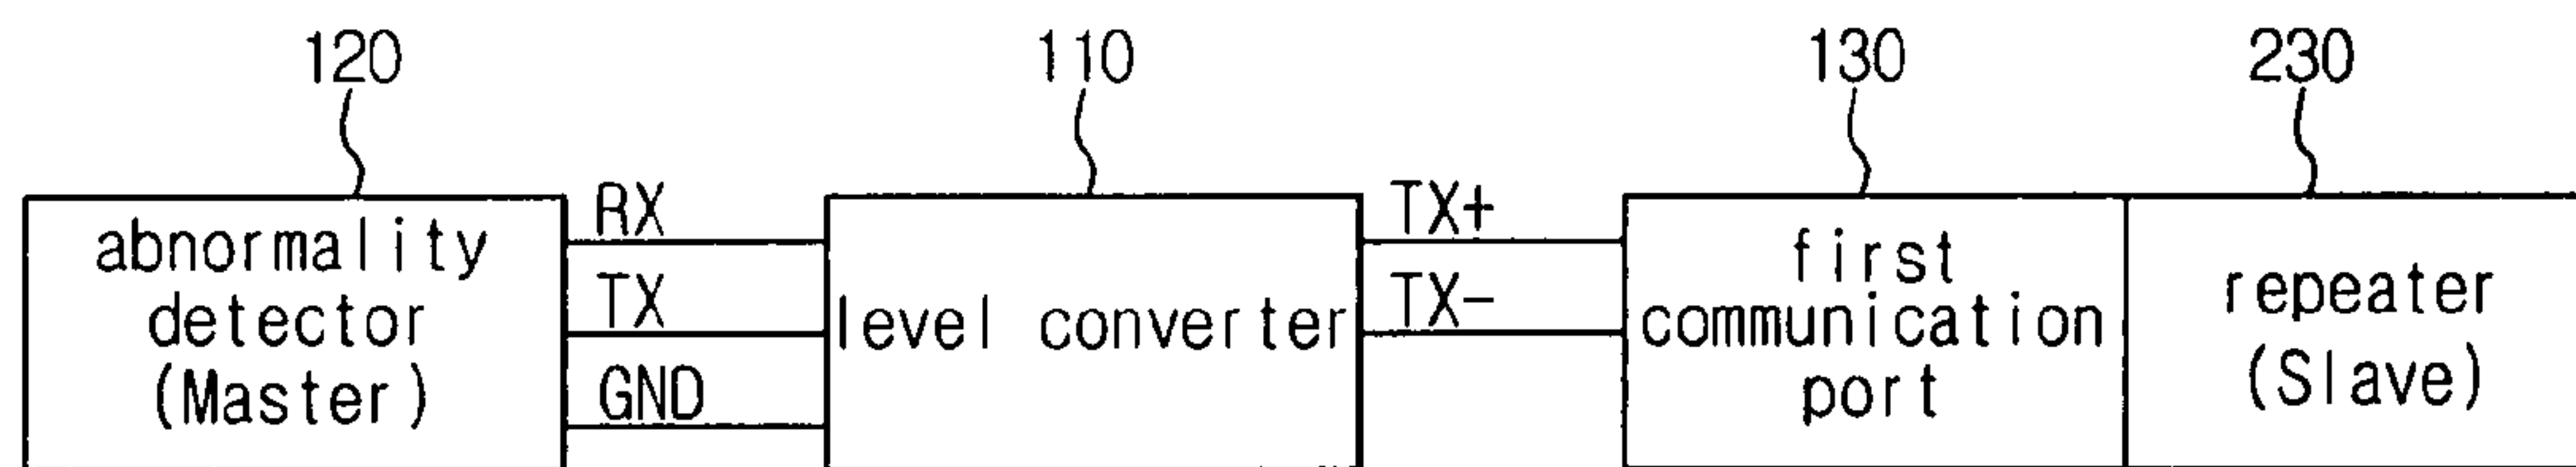 120
110
130
230
abnormality
detector
(Master)
RX
TX
GND
level converter
TX+
TX-
first
communication
port
repeater
(Slave)